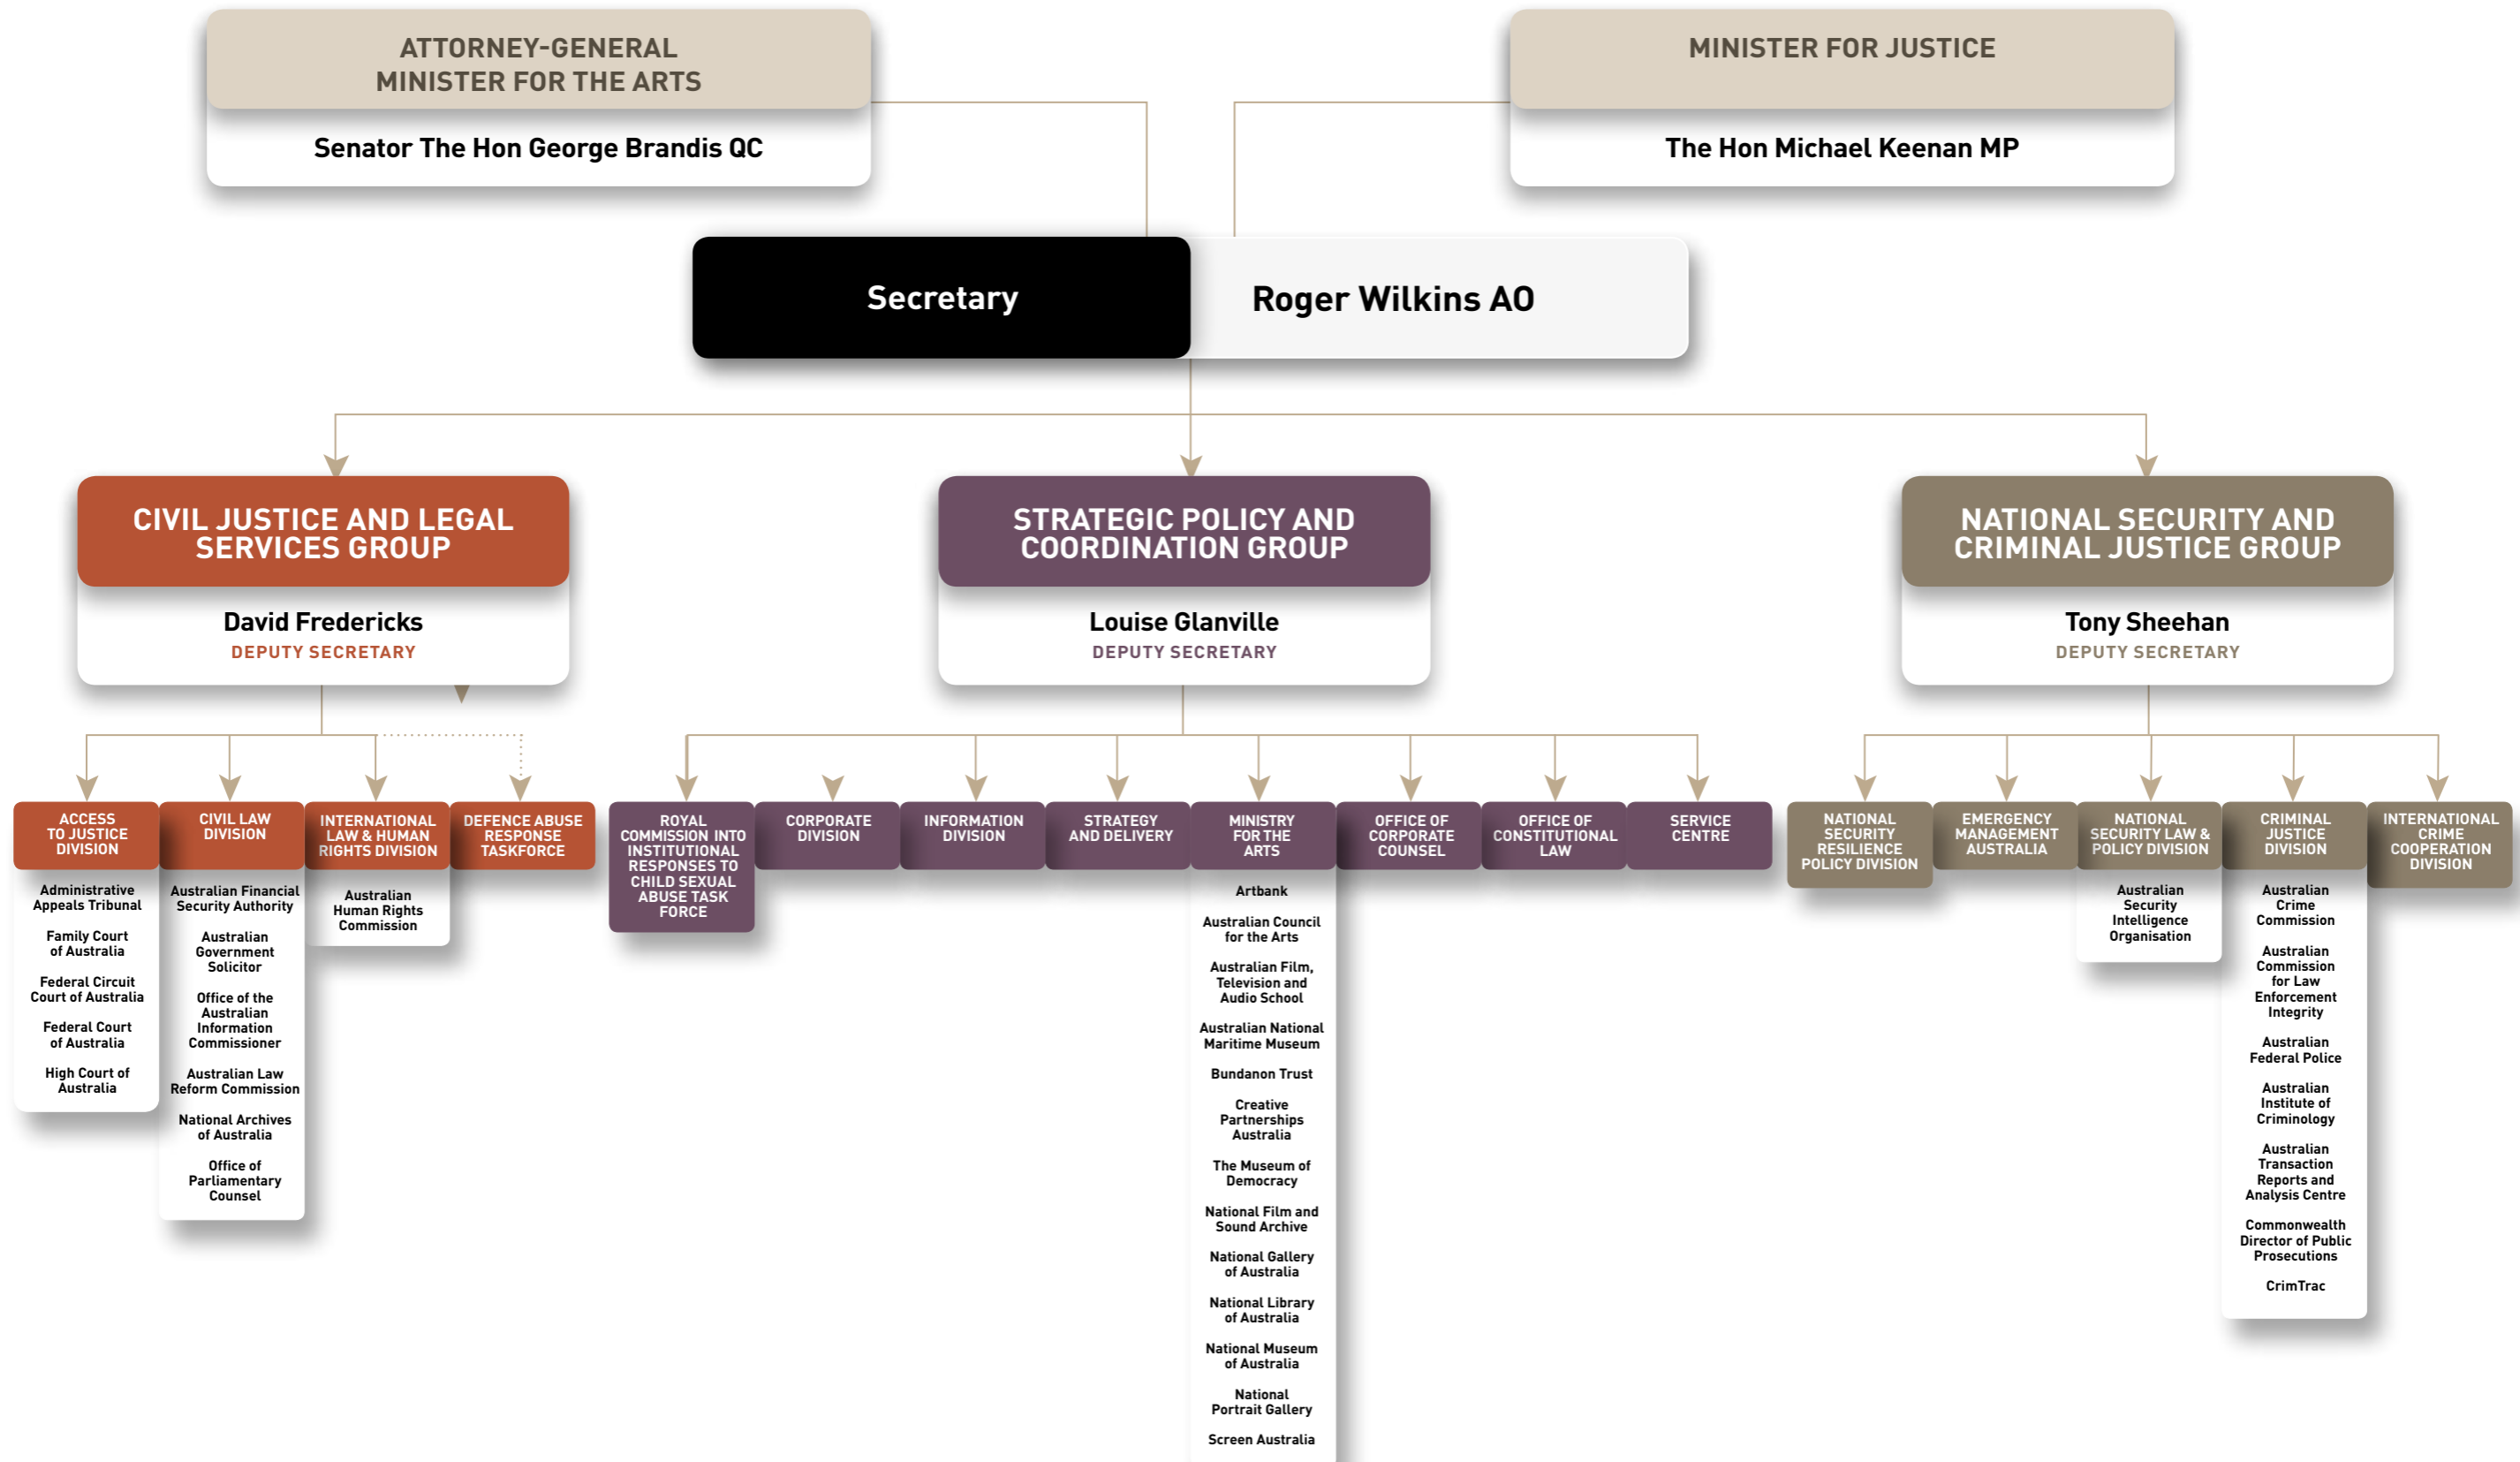 ATTORNEY-GENERAL
MINISTER FOR THE ARTS
Senator The Hon George Brandis QC
MINISTER FOR JUSTICE
The Hon Michael Keenan MP
Secretary
Roger Wilkins AO
CIVIL JUSTICE AND LEGAL
SERVICES GROUP
David Fredericks
DEPUTY SECRETARY
STRATEGIC POLICY AND
COORDINATION GROUP
Louise Glanville
DEPUTY SECRETARY
NATIONAL SECURITY AND
CRIMINAL JUSTICE GROUP
Tony Sheehan
DEPUTY SECRETARY
ACCESS
TO JUSTICE
DIVISION
Administrative
Appeals Tribunal
Family Court
of Australia
Federal Circuit
Court of Australia
Federal Court
of Australia
High Court of
Australia
CIVIL LAW
DIVISION
Australian Financial
Security Authority
Australian
Government
Solicitor
Office of the
Australian
Information
Commissioner
Australian Law
Reform Commission
National Archives
of Australia
Office of
Parliamentary
Counsel
INTERNATIONAL
LAW & HUMAN
RIGHTS DIVISION
Australian
Human Rights
Commission
DEFENCE ABUSE
RESPONSE
TASKFORCE
ROYAL
COMMISSION INTO
INSTITUTIONAL
RESPONSES TO
CHILD SEXUAL
ABUSE TASK
FORCE
CORPORATE
DIVISION
INFORMATION
DIVISION
STRATEGY
AND DELIVERY
MINISTRY
FOR THE
ARTS
Artbank
Australian Council
for the Arts
Australian Film,
Television and
Audio School
Australian National
Maritime Museum
Bundanon Trust
Creative
Partnerships
Australia
The Museum of
Democracy
National Film and
Sound Archive
National Gallery
of Australia
National Library
of Australia
National Museum
of Australia
National
Portrait Gallery
Screen Australia
OFFICE OF
CORPORATE
COUNSEL
OFFICE OF
CONSTITUTIONAL
LAW
SERVICE
CENTRE
NATIONAL
SECURITY
RESILIENCE
POLICY DIVISION
EMERGENCY
MANAGEMENT
AUSTRALIA
NATIONAL
SECURITY LAW &
POLICY DIVISION
Australian
Security
Intelligence
Organisation
CRIMINAL
JUSTICE
DIVISION
Australian
Crime
Commission
Australian
Commission
for Law
Enforcement
Integrity
Australian
Federal Police
Australian
Institute of
Criminology
Australian
Transaction
Reports and
Analysis Centre
Commonwealth
Director of Public
Prosecutions
CrimTrac
INTERNATIONAL
CRIME
COOPERATION
DIVISION